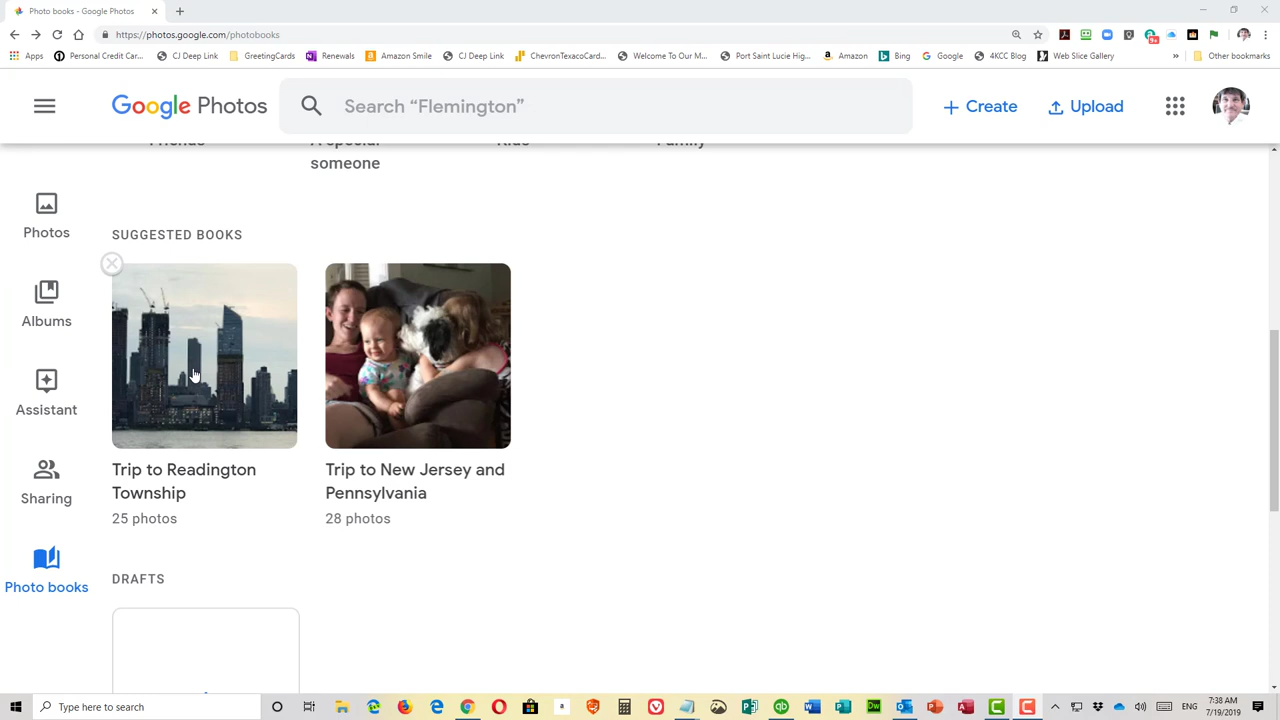 Photo books - Google Photos
https://photos.google.com/photobooks
Apps
Personal Credit Car...
CJ Deep Link
GreetingCards
Renewals
Amazon Smile
CJ Deep Link
ChevronTexacoCard...
Welcome To Our M...
Port Saint Lucie Hig...
Amazon
Bing
Google
4KCC Blog
Web Slice Gallery
»
Other bookmarks
Google Photos
Search “Flemington”
Create
Upload
Friends
A special
someone
Kids
Family
Photos
Albums
Assistant
Sharing
Photo books
SUGGESTED BOOKS
Trip to Readington
Township
25 photos
Trip to New Jersey and
Pennsylvania
28 photos
DRAFTS
Type here to search
ENG
7:38 AM
7/19/2019